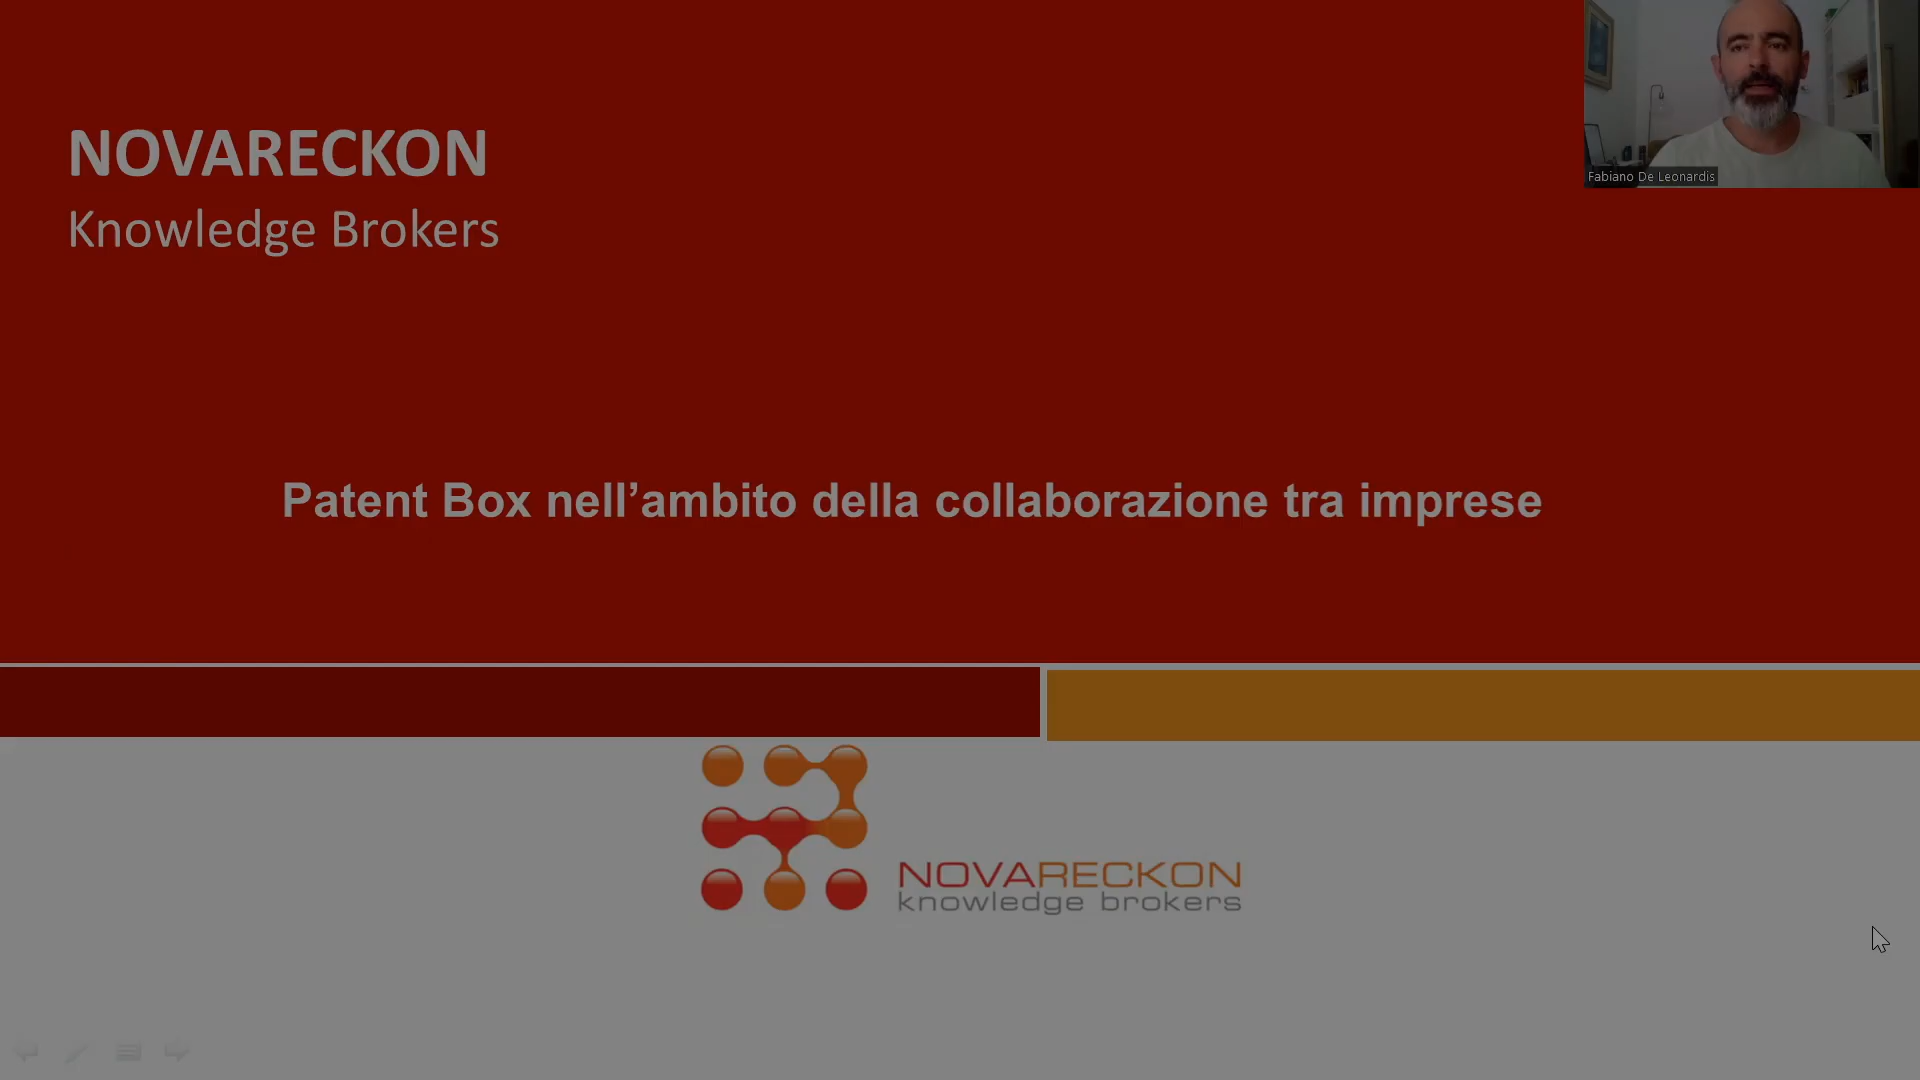 NOVARECKON
Knowledge Brokers
Fabiano De Leonardis
Patent Box nell’ambito della collaborazione tra imprese
NOVARECKON
knowledge brokers